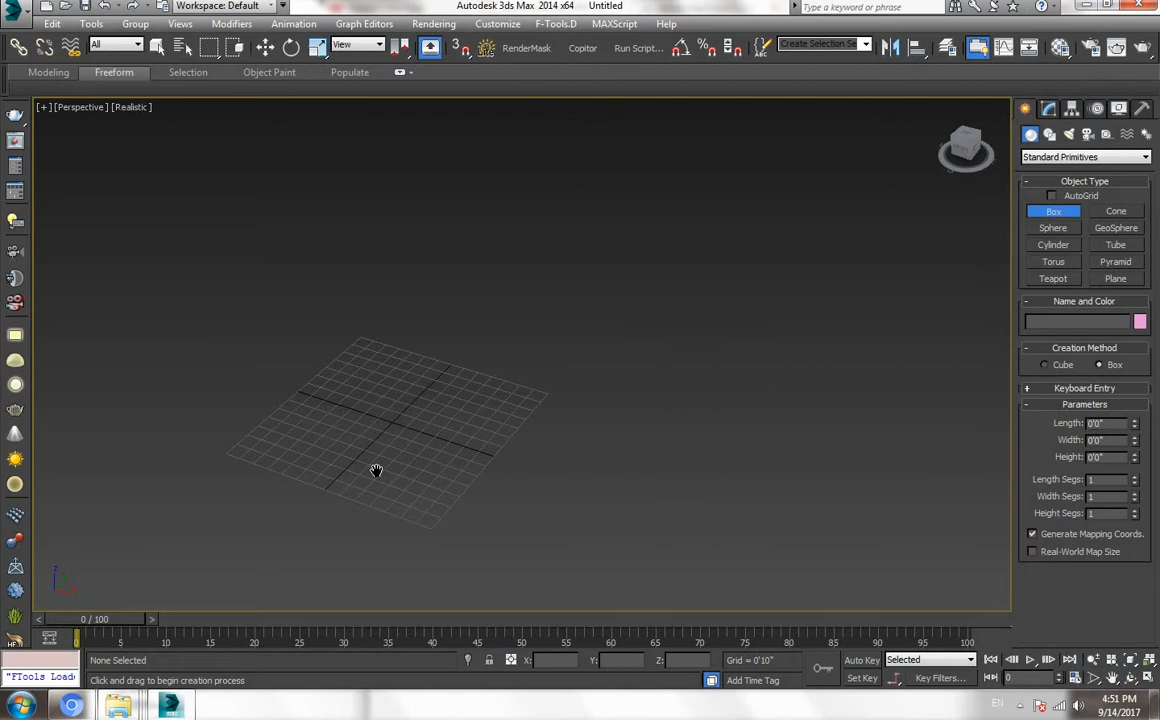 Workspace: Default
Autodesk 3ds Max 2014 x64 Untitled
Type a keyword or phrase
Edit Tools Group Views Modifiers Animation Graph Editors Rendering Customize F-Tools.D MAXScript Help
All View RenderMask Copitor Run Script... Create Selection Se
Modeling Freeform Selection Object Paint Populate
[+] [Perspective ] [Realistic ]
Standard Primitives
- Object Type
AutoGrid
Box Cone
Sphere GeoSphere
Cylinder Tube
Torus Pyramid
Teapot Plane
- Name and Color
- Creation Method
Cube Box
+ Keyboard Entry
- Parameters
Length: 0'0"
Width: 0'0"
Height: 0'0"
Length Segs: 1
Width Segs: 1
Height Segs: 1
Generate Mapping Coords.
Real-World Map Size
z
< 0 / 100 >
0 5 10 15 20 25 30 35 40 45 50 55 60 65 70 75 80 85 90 95 100
None Selected X: Y: Z: Grid = 0'10" Auto Key Selected
"FTools Load Click and drag to begin creation process Add Time Tag Set Key Key Filters... 0
EN 4:51 PM
9/14/2017